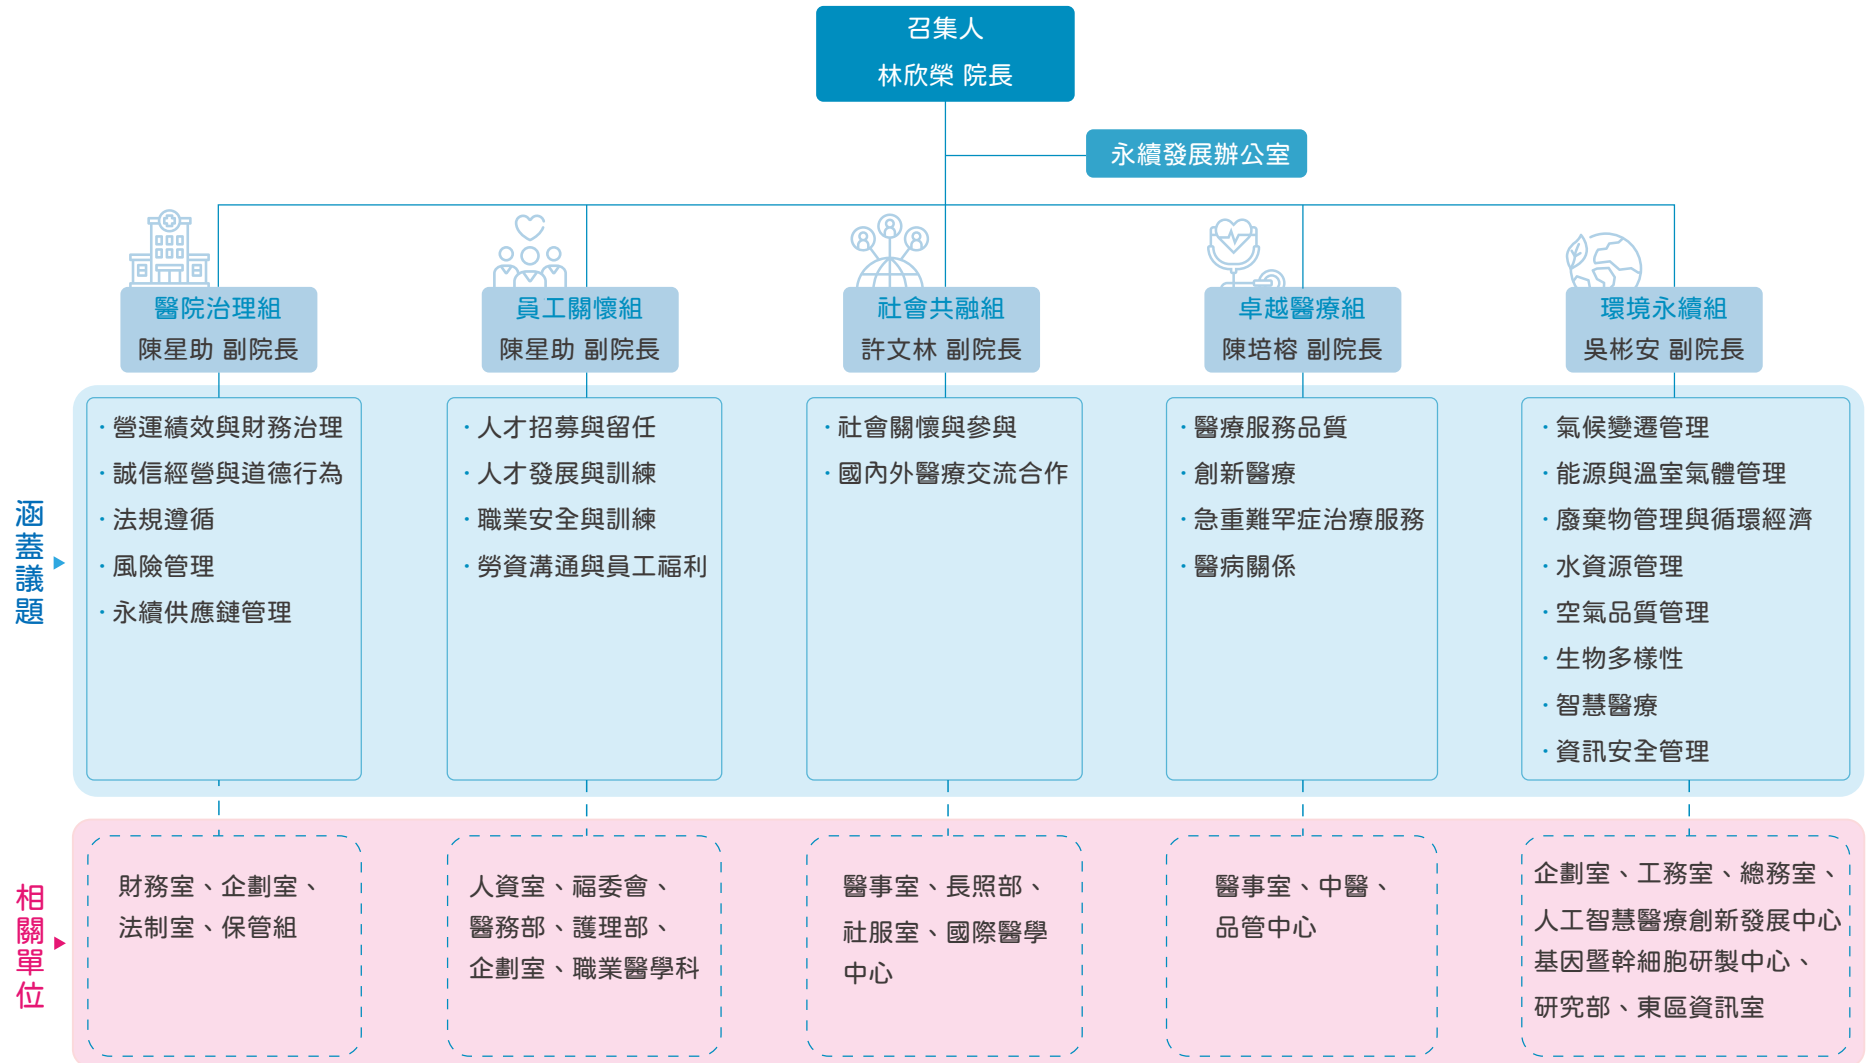 召集人
林欣榮 院長
永續發展辦公室
醫院治理組
陳星助 副院長
員工關懷組
陳星助 副院長
社會共融組
許文林 副院長
卓越醫療組
陳培榕 副院長
環境永續組
吳彬安 副院長
涵蓋議題
·營運績效與財務治理
·誠信經營與道德行為
·法規遵循
·風險管理
·永續供應鏈管理
·人才招募與留任
·人才發展與訓練
·職業安全與訓練
·勞資溝通與員工福利
·社會關懷與參與
·國內外醫療交流合作
·醫療服務品質
·創新醫療
·急重難罕症治療服務
·醫病關係
·氣候變遷管理
·能源與溫室氣體管理
·廢棄物管理與循環經濟
·水資源管理
·空氣品質管理
·生物多樣性
·智慧醫療
·資訊安全管理
相關單位
財務室、企劃室、
法制室、保管組
人資室、福委會、
醫務部、護理部、
企劃室、職業醫學科
醫事室、長照部、
社服室、國際醫學
中心
醫事室、中醫、
品管中心
企劃室、工務室、總務室、
人工智慧醫療創新發展中心
基因暨幹細胞研製中心、
研究部、東區資訊室